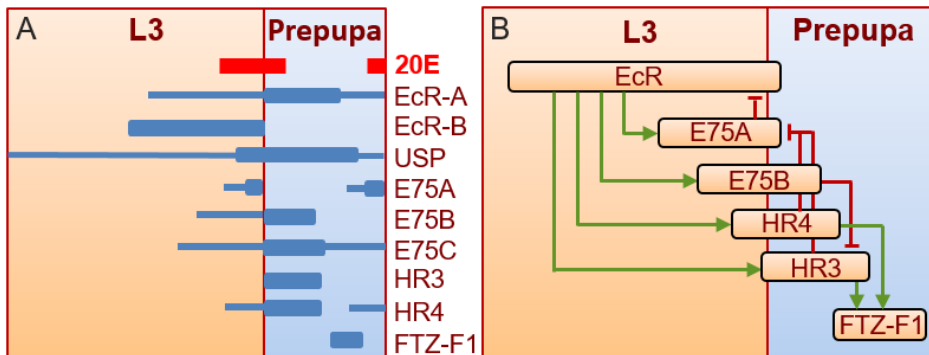 A
L3
Prepupa
20E
EcR-A
EcR-B
USP
E75A
E75B
E75C
HR3
HR4
FTZ-F1
B
L3
Prepupa
EcR
E75A
E75B
HR4
HR3
FTZ-F1